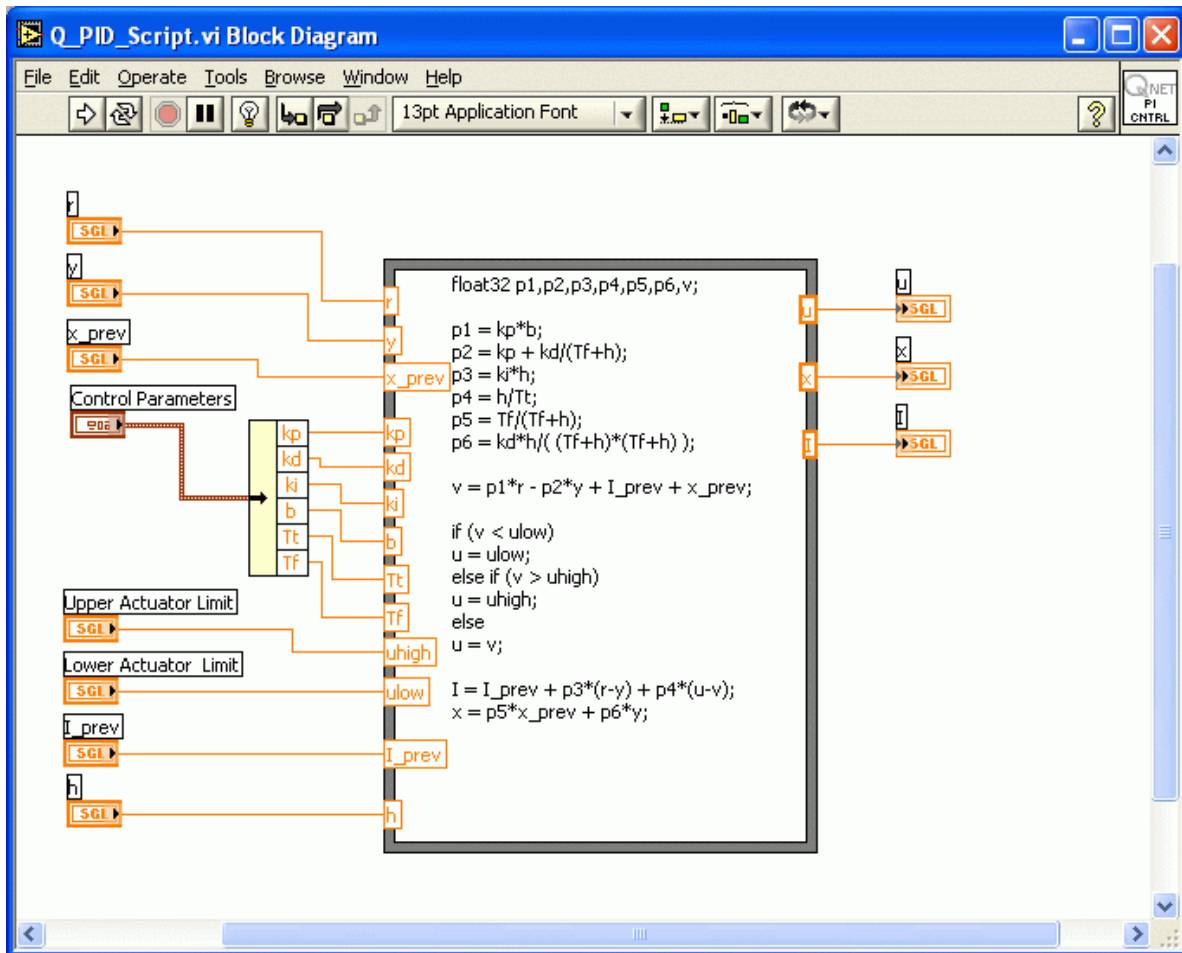 Q_PID_Script.vi Block Diagram
File Edit Operate Tools Browse Window Help
13pt Application Font
?
QNET
PI
CNTRL
r
SGL
y
SGL
x_prev
SGL
Control Parameters
kp
kd
ki
b
Tt
Tf
Upper Actuator Limit
SGL
Lower Actuator Limit
SGL
I_prev
SGL
h
SGL
r
y
x_prev
kp
kd
ki
b
Tt
Tf
uhigh
ulow
I_prev
h
float32 p1,p2,p3,p4,p5,p6,v;
p1 = kp*b;
p2 = kp + kd/(Tf+h);
p3 = ki*h;
p4 = h/Tt;
p5 = Tf/(Tf+h);
p6 = kd*h/( (Tf+h)*(Tf+h) );
v = p1*r - p2*y + I_prev + x_prev;
if (v < ulow)
u = ulow;
else if (v > uhigh)
u = uhigh;
else
u = v;
I = I_prev + p3*(r-y) + p4*(u-v);
x = p5*x_prev + p6*y;
u
x
I
u
SGL
x
SGL
I
SGL